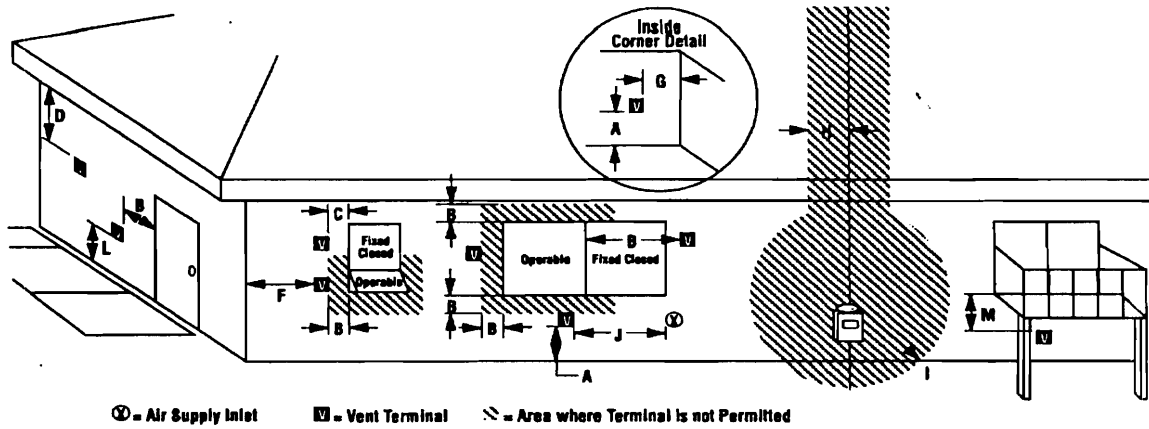 Inside
Corner Detail
G
V
A
D
H
V
B
C
B
V
L
V
Fixed
Closed
Operable
V
Operable
Fixed Closed
B
V
F
V
B
B
B
V
J
A
M
V
I
= Air Supply Inlet
V = Vent Terminal
= Area where Terminal is not Permitted